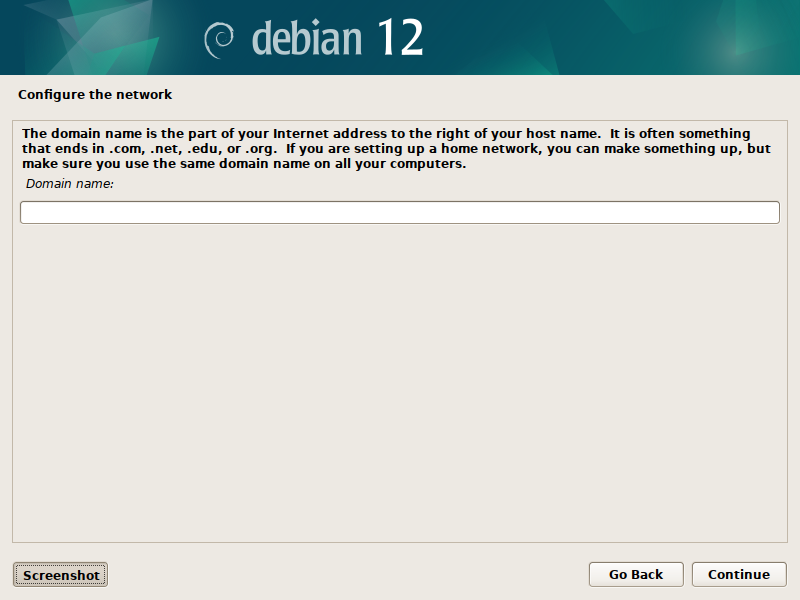 debian 12
Configure the network
The domain name is the part of your Internet address to the right of your host name.  It is often something
that ends in .com, .net, .edu, or .org.  If you are setting up a home network, you can make something up, but
make sure you use the same domain name on all your computers.
Domain name:
Screenshot
Go Back
Continue